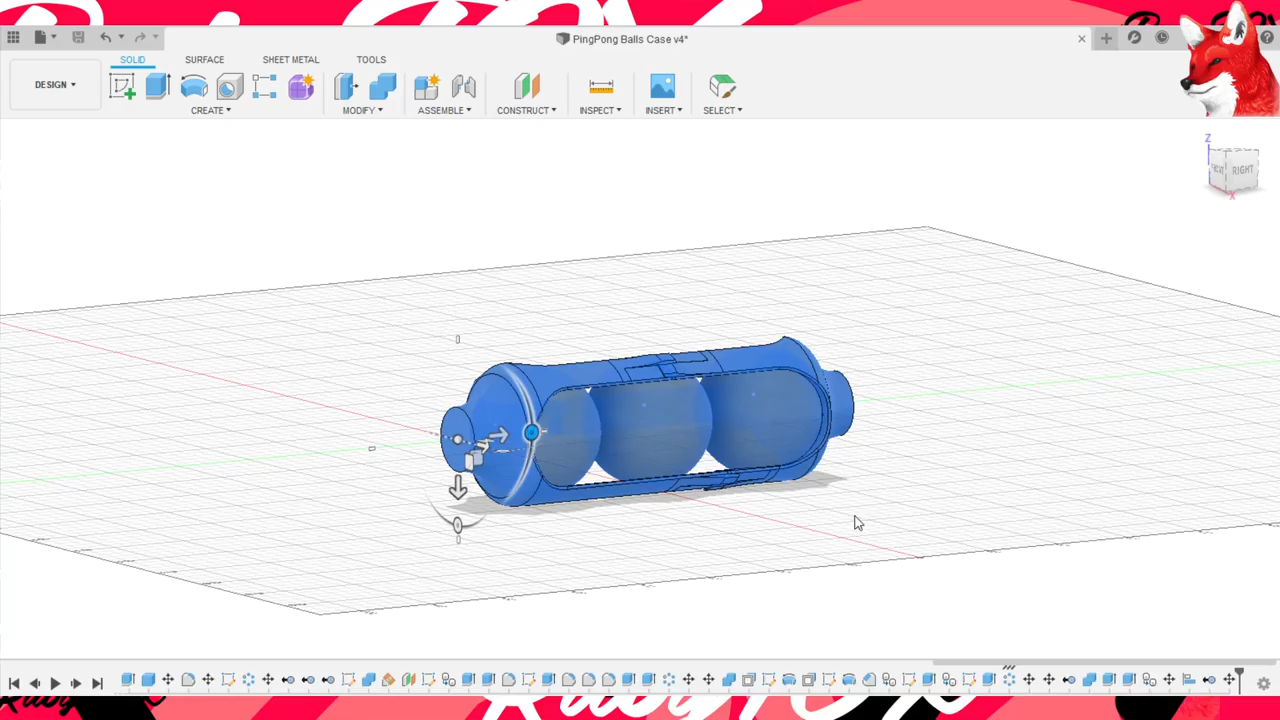 PingPong Balls Case v4*
SOLID SURFACE SHEET METAL TOOLS
DESIGN
CREATE MODIFY ASSEMBLE CONSTRUCT INSPECT INSERT SELECT
Z
RIGHT
X